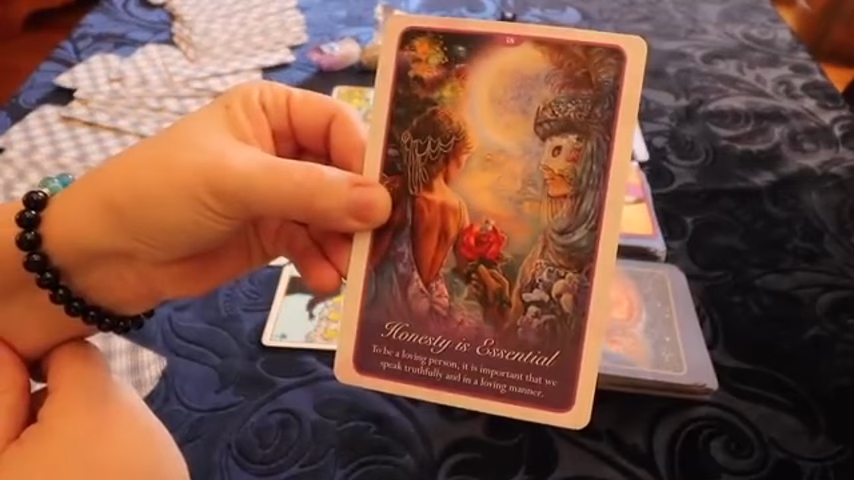 Honesty is Essential
To be a loving person, it is important that we
speak truthfully and in a loving manner.